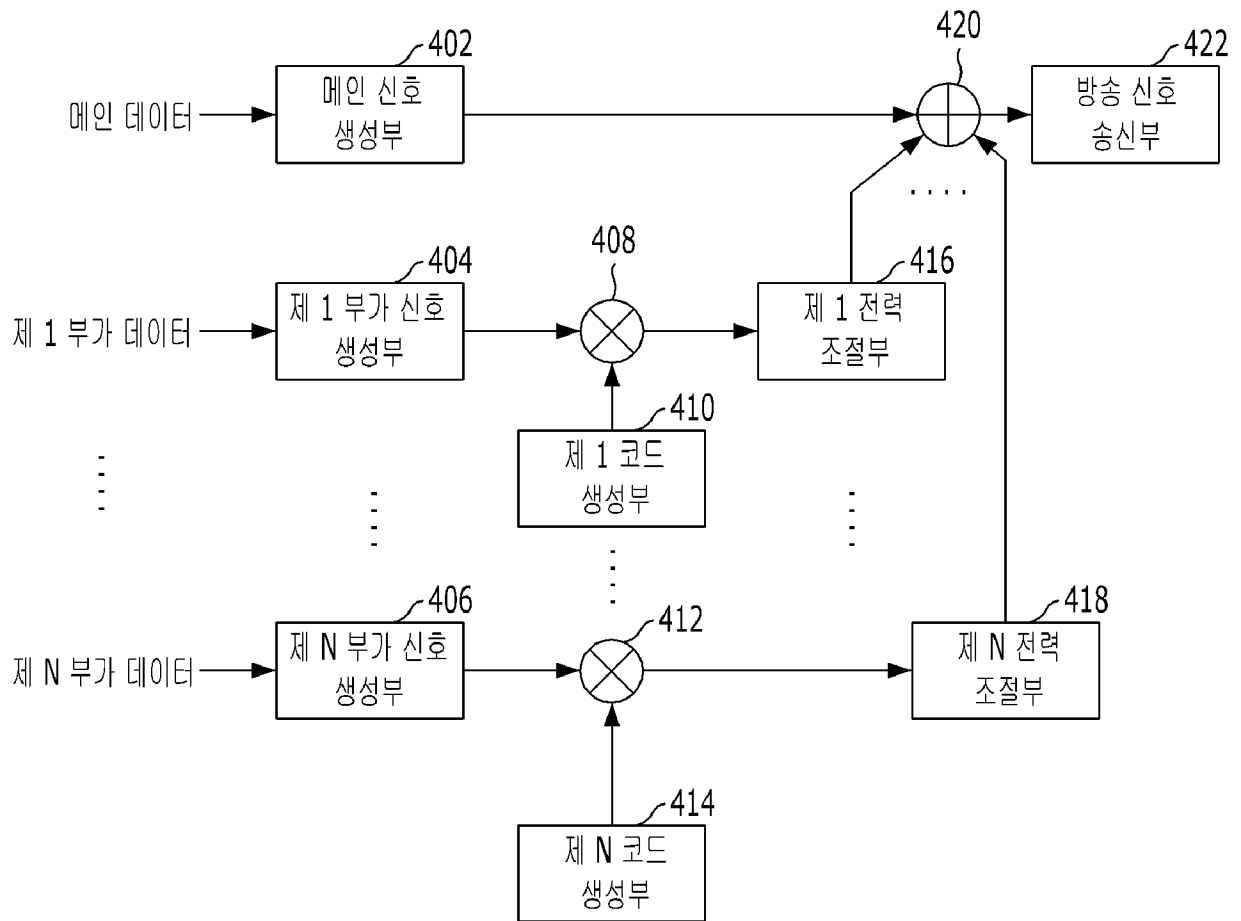 402
420
422
메인 데이터
메인 신호
생성부
방송 신호
송신부
. . . .
404
408
416
제 1 부가 데이터
제 1 부가 신호
생성부
제 1 전력
조절부
410
제 1 코드
생성부
406
412
418
제 N 부가 데이터
제 N 부가 신호
생성부
제 N 전력
조절부
414
제 N 코드
생성부